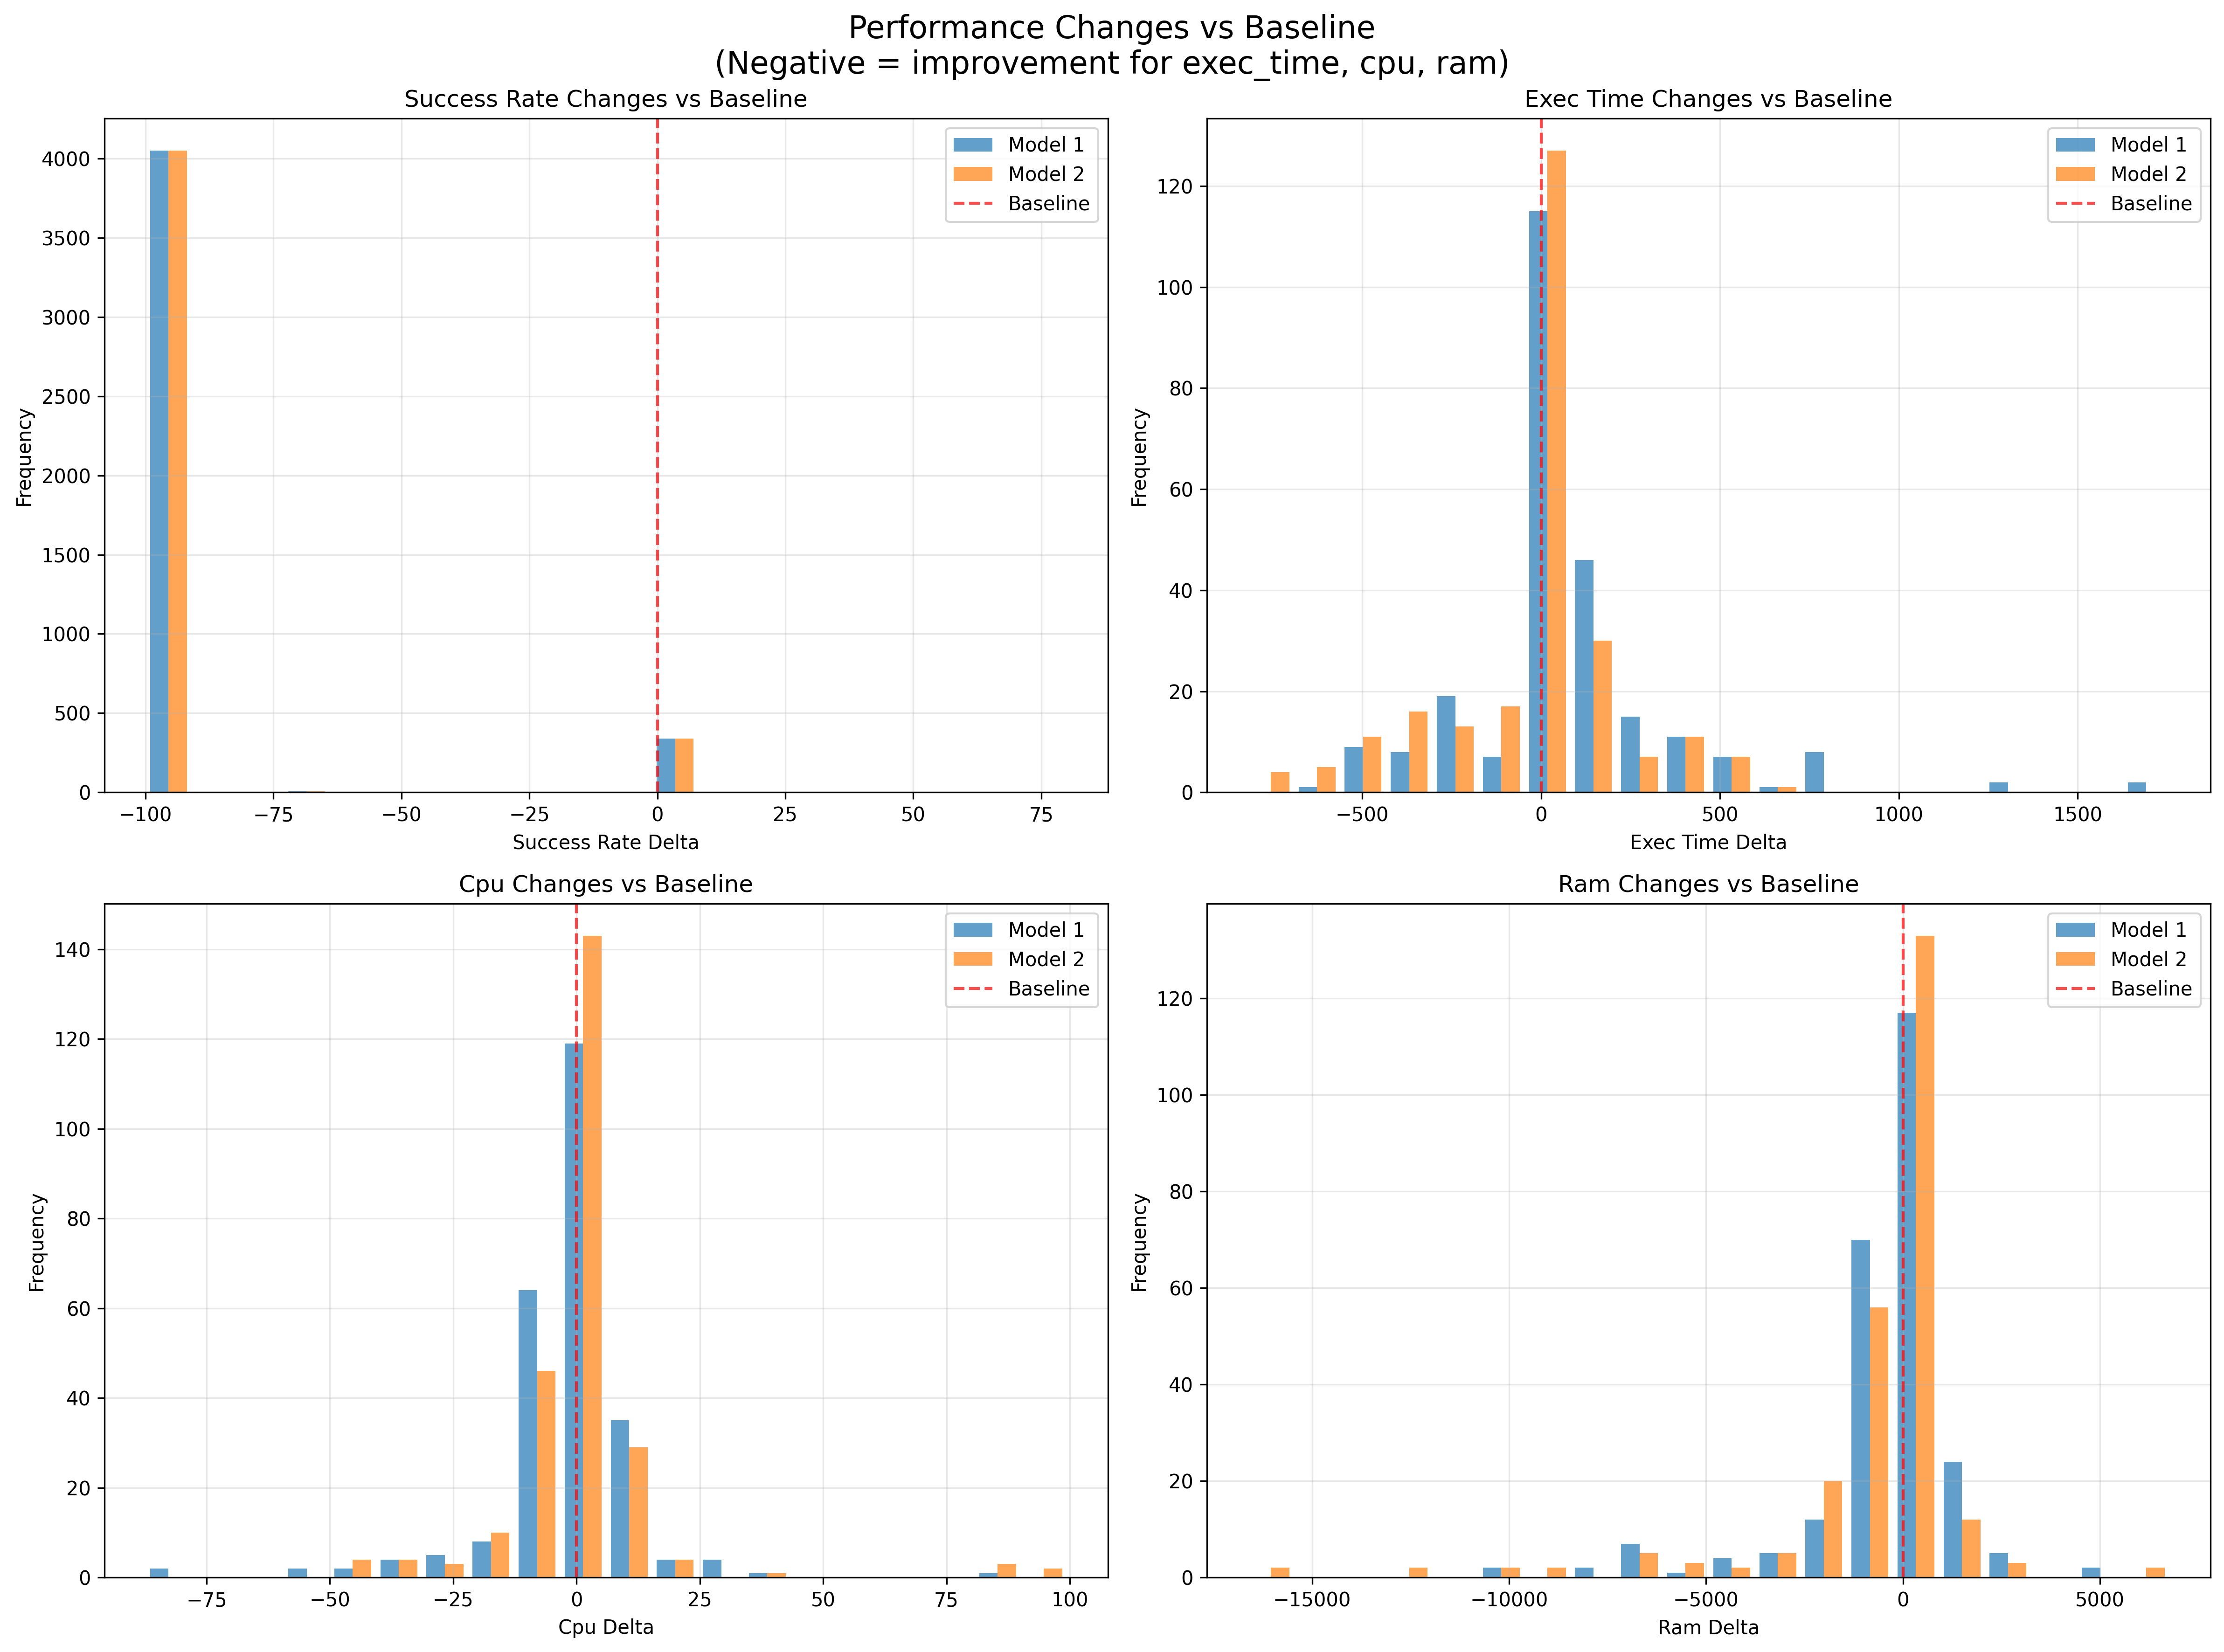 Performance Changes vs Baseline
(Negative = improvement for exec_time, cpu, ram)
Success Rate Changes vs Baseline
Frequency
4000
3500
3000
2500
2000
1500
1000
500
0
Model 1
Model 2
Baseline
−100 −75 −50 −25 0 25 50 75
Success Rate Delta
Exec Time Changes vs Baseline
Frequency
120
100
80
60
40
20
0
Model 1
Model 2
Baseline
−500 0 500 1000 1500
Exec Time Delta
Cpu Changes vs Baseline
Frequency
140
120
100
80
60
40
20
0
Model 1
Model 2
Baseline
−75 −50 −25 0 25 50 75 100
Cpu Delta
Ram Changes vs Baseline
Frequency
120
100
80
60
40
20
0
Model 1
Model 2
Baseline
−15000 −10000 −5000 0 5000
Ram Delta